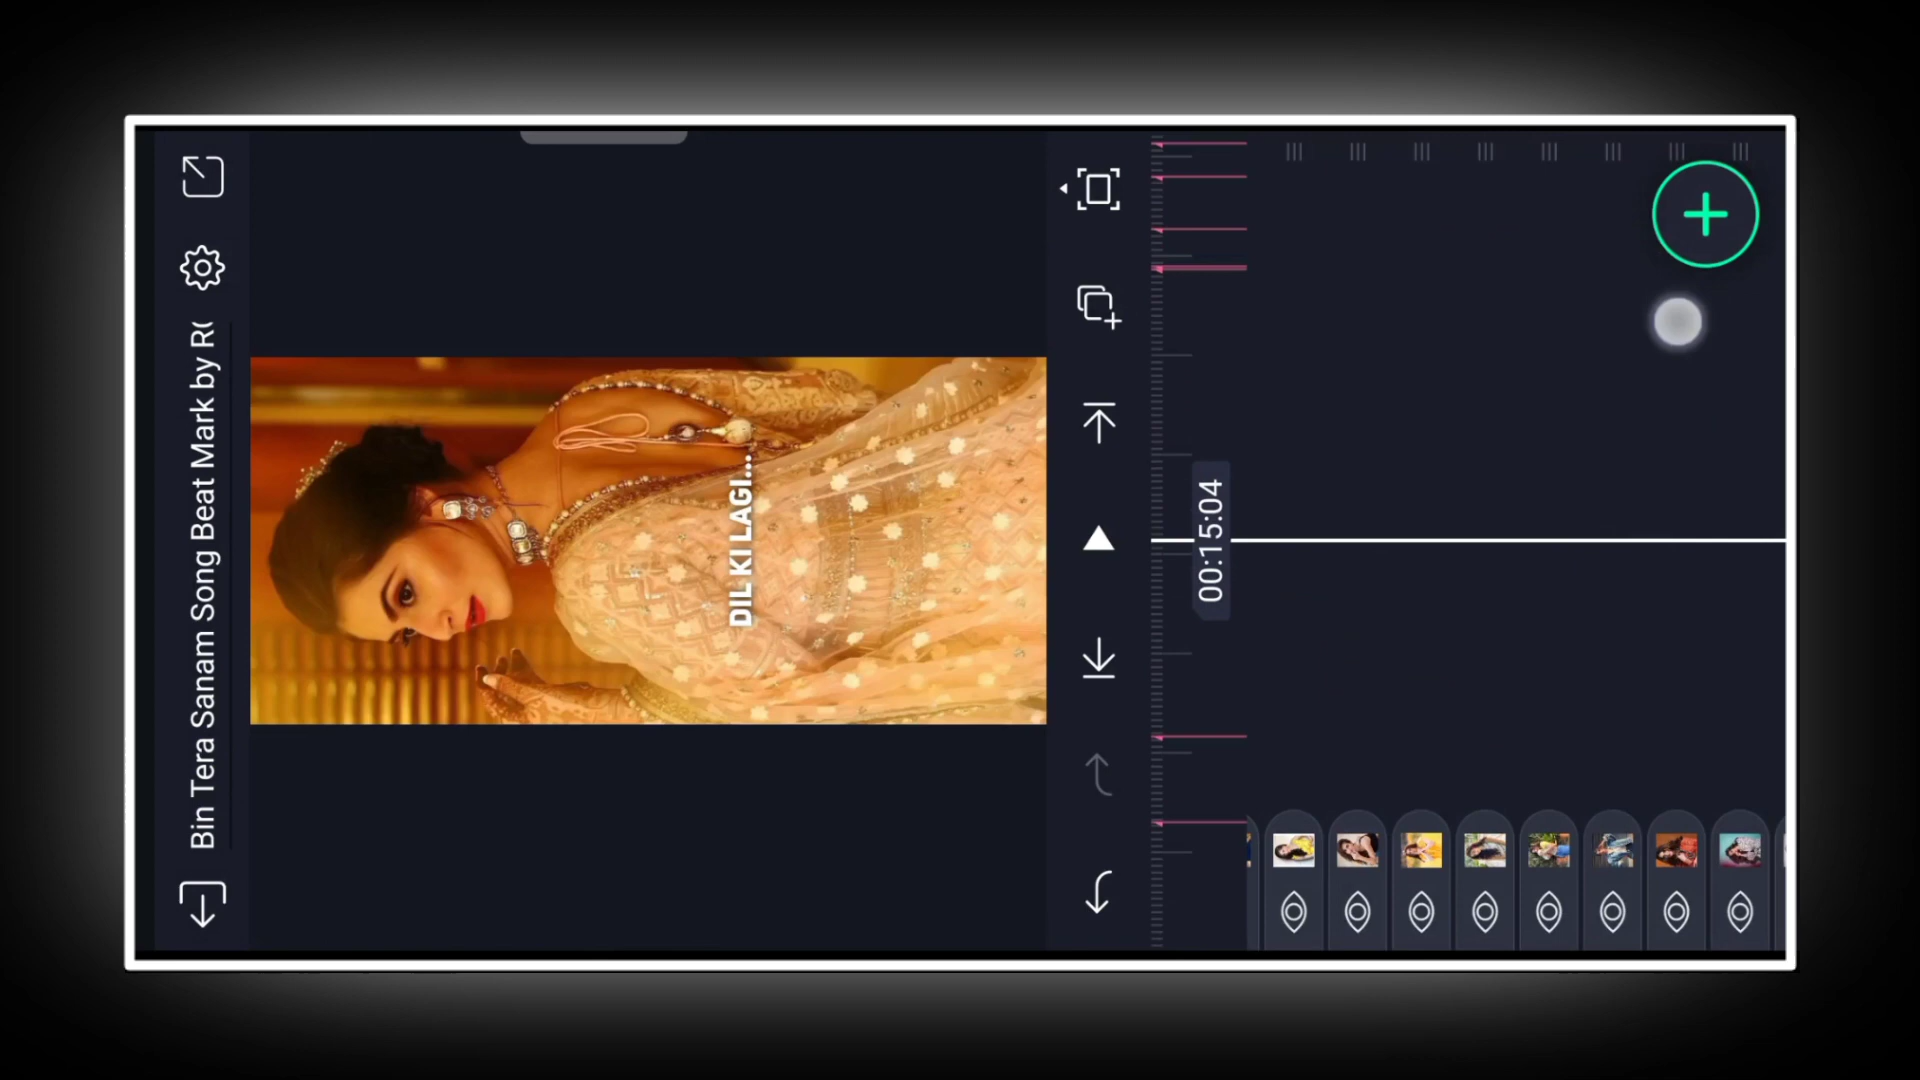 Bin Tera Sanam Song Beat Mark by R
DIL KI LAGI...
00:15:04